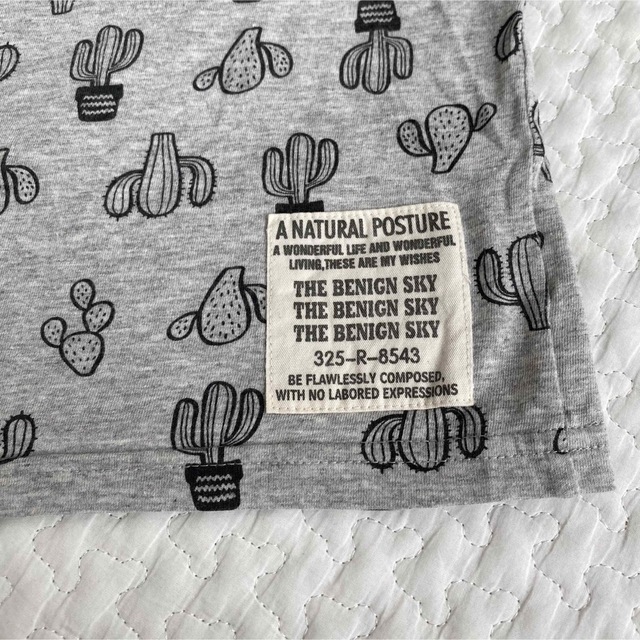 A NATURAL POSTURE
A WONDERFUL LIFE AND WONDERFUL
LIVING,THESE ARE MY WISHES
THE BENIGN SKY
THE BENIGN SKY
THE BENIGN SKY
325-R-8543
BE FLAWLESSLY COMPOSED,
WITH NO LABORED EXPRESSIONS